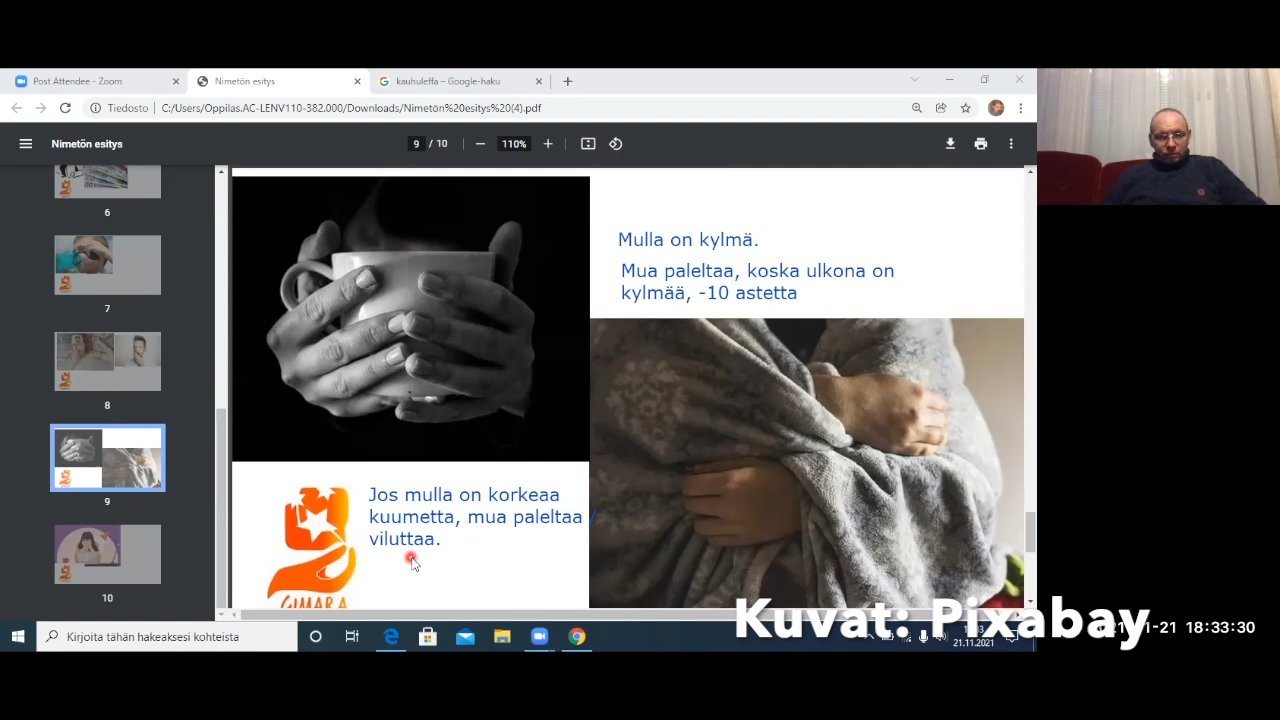 Post Attendee - Zoom
Nimetön esitys
kauhuleffa – Google-haku
Tiedosto
C:/Users/Oppilas.AC-LENV110-382.000/Downloads/Nimetön%20esitys%20(4).pdf
Nimetön esitys
9 / 10
110%
6
7
8
9
10
Mulla on kylmä.
Mua paleltaa, koska ulkona on
kylmää, -10 astetta
Jos mulla on korkeaa
kuumetta, mua paleltaa /
viluttaa.
GIMARA
Kuvat: Pixabay
Kirjoita tähän hakeaksesi kohteista
21.11.2021
18:33:30